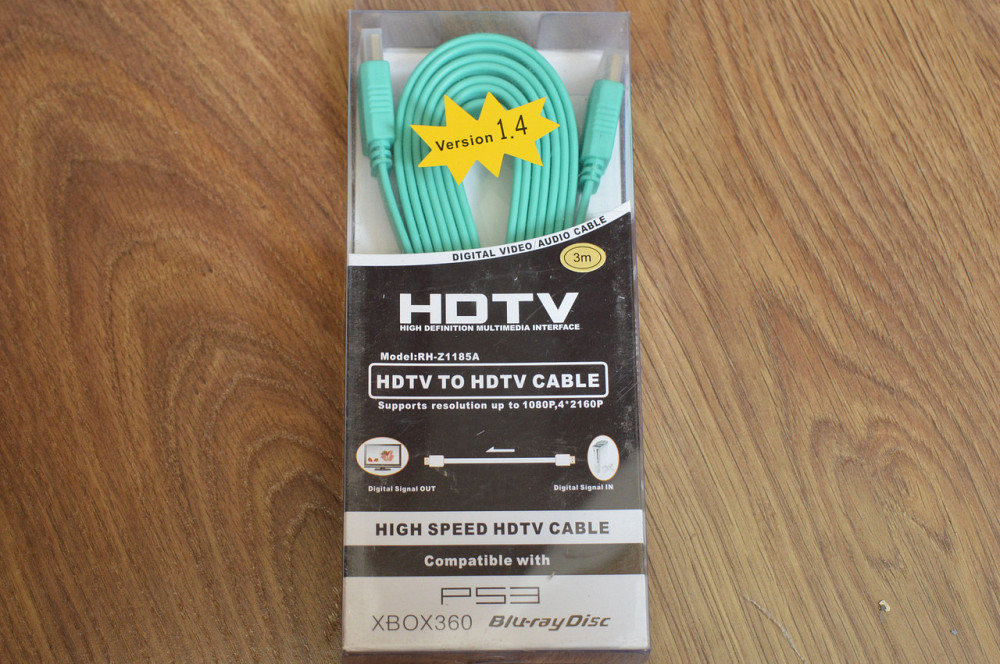 Version 1.4
DIGITAL VIDEO/AUDIO CABLE
3m
HDTV
HIGH DEFINITION MULTIMEDIA INTERFACE
Model:RH-Z1185A
HDTV TO HDTV CABLE
Supports resolution up to 1080P,4*2160P
Digital Signal OUT
Digital Signal IN
HIGH SPEED HDTV CABLE
Compatible with
PS3
XBOX360 Blu-ray Disc